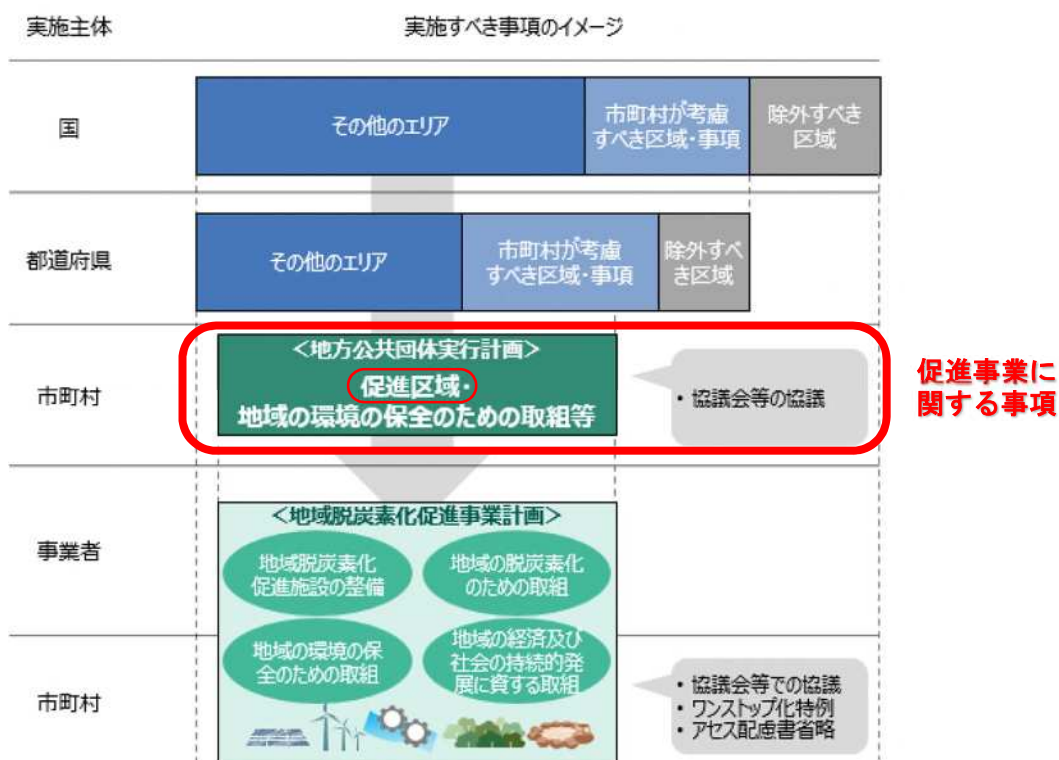 実施主体
実施すべき事項のイメージ
国
その他のエリア
市町村が考慮
すべき区域・事項
除外すべき
区域
都道府県
その他のエリア
市町村が考慮
すべき区域・事項
除外すべ
き区域
市町村
＜地方公共団体実行計画＞
促進区域・
地域の環境の保全のための取組等
・協議会等の協議
促進事業に
関する事項
事業者
＜地域脱炭素化促進事業計画＞
地域脱炭素化
促進施設の整備
地域の脱炭素化
のための取組
地域の環境の保
全のための取組
地域の経済及び
社会の持続的発
展に資する取組
市町村
・協議会等での協議
・ワンストップ化特例
・アセス配慮書省略